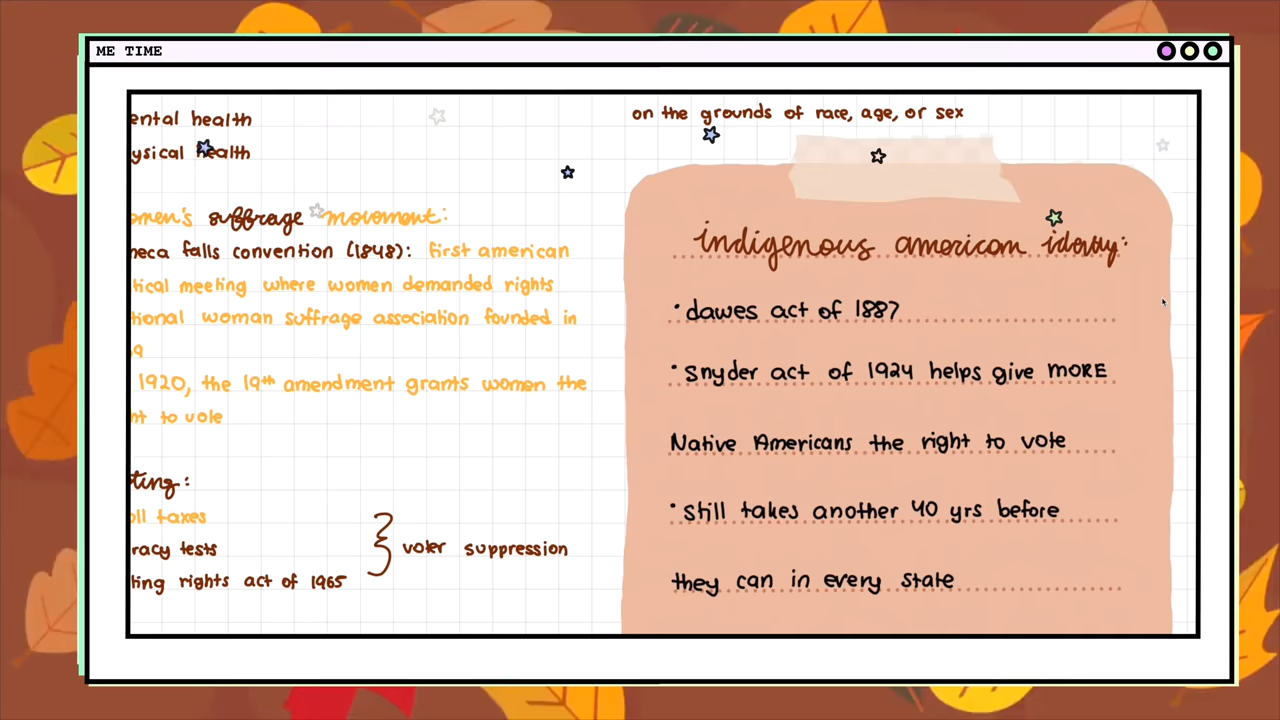 ME TIME
ental health
ysical health
omen's suffrage movement:
neca falls convention (1848): first american
tical meeting where women demanded rights
tional woman suffrage association founded in
9
1920, the 19th amendment grants women the
ht to vote
ting:
oll taxes
racy tests
ting rights act of 1965
voter suppression
on the grounds of race, age, or sex
indigenous american identity:
•dawes act of 1887
•Snyder act of 1924 helps give MORE
Native Americans the right to vote
•Still takes another 40 yrs before
they can in every state